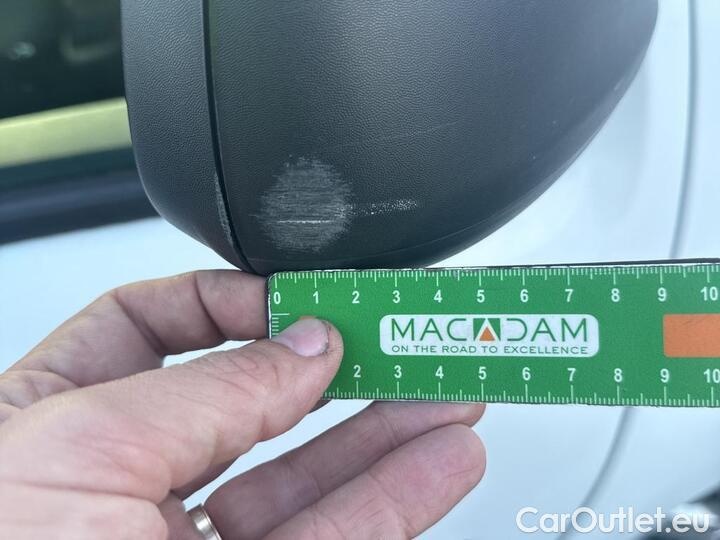 0 1 2 3 4 5 6 7 8 9 10
MACADAM
ON THE ROAD TO EXCELLENCE
2 3 4 5 6 7 8 9 10
CarOutlet.eu